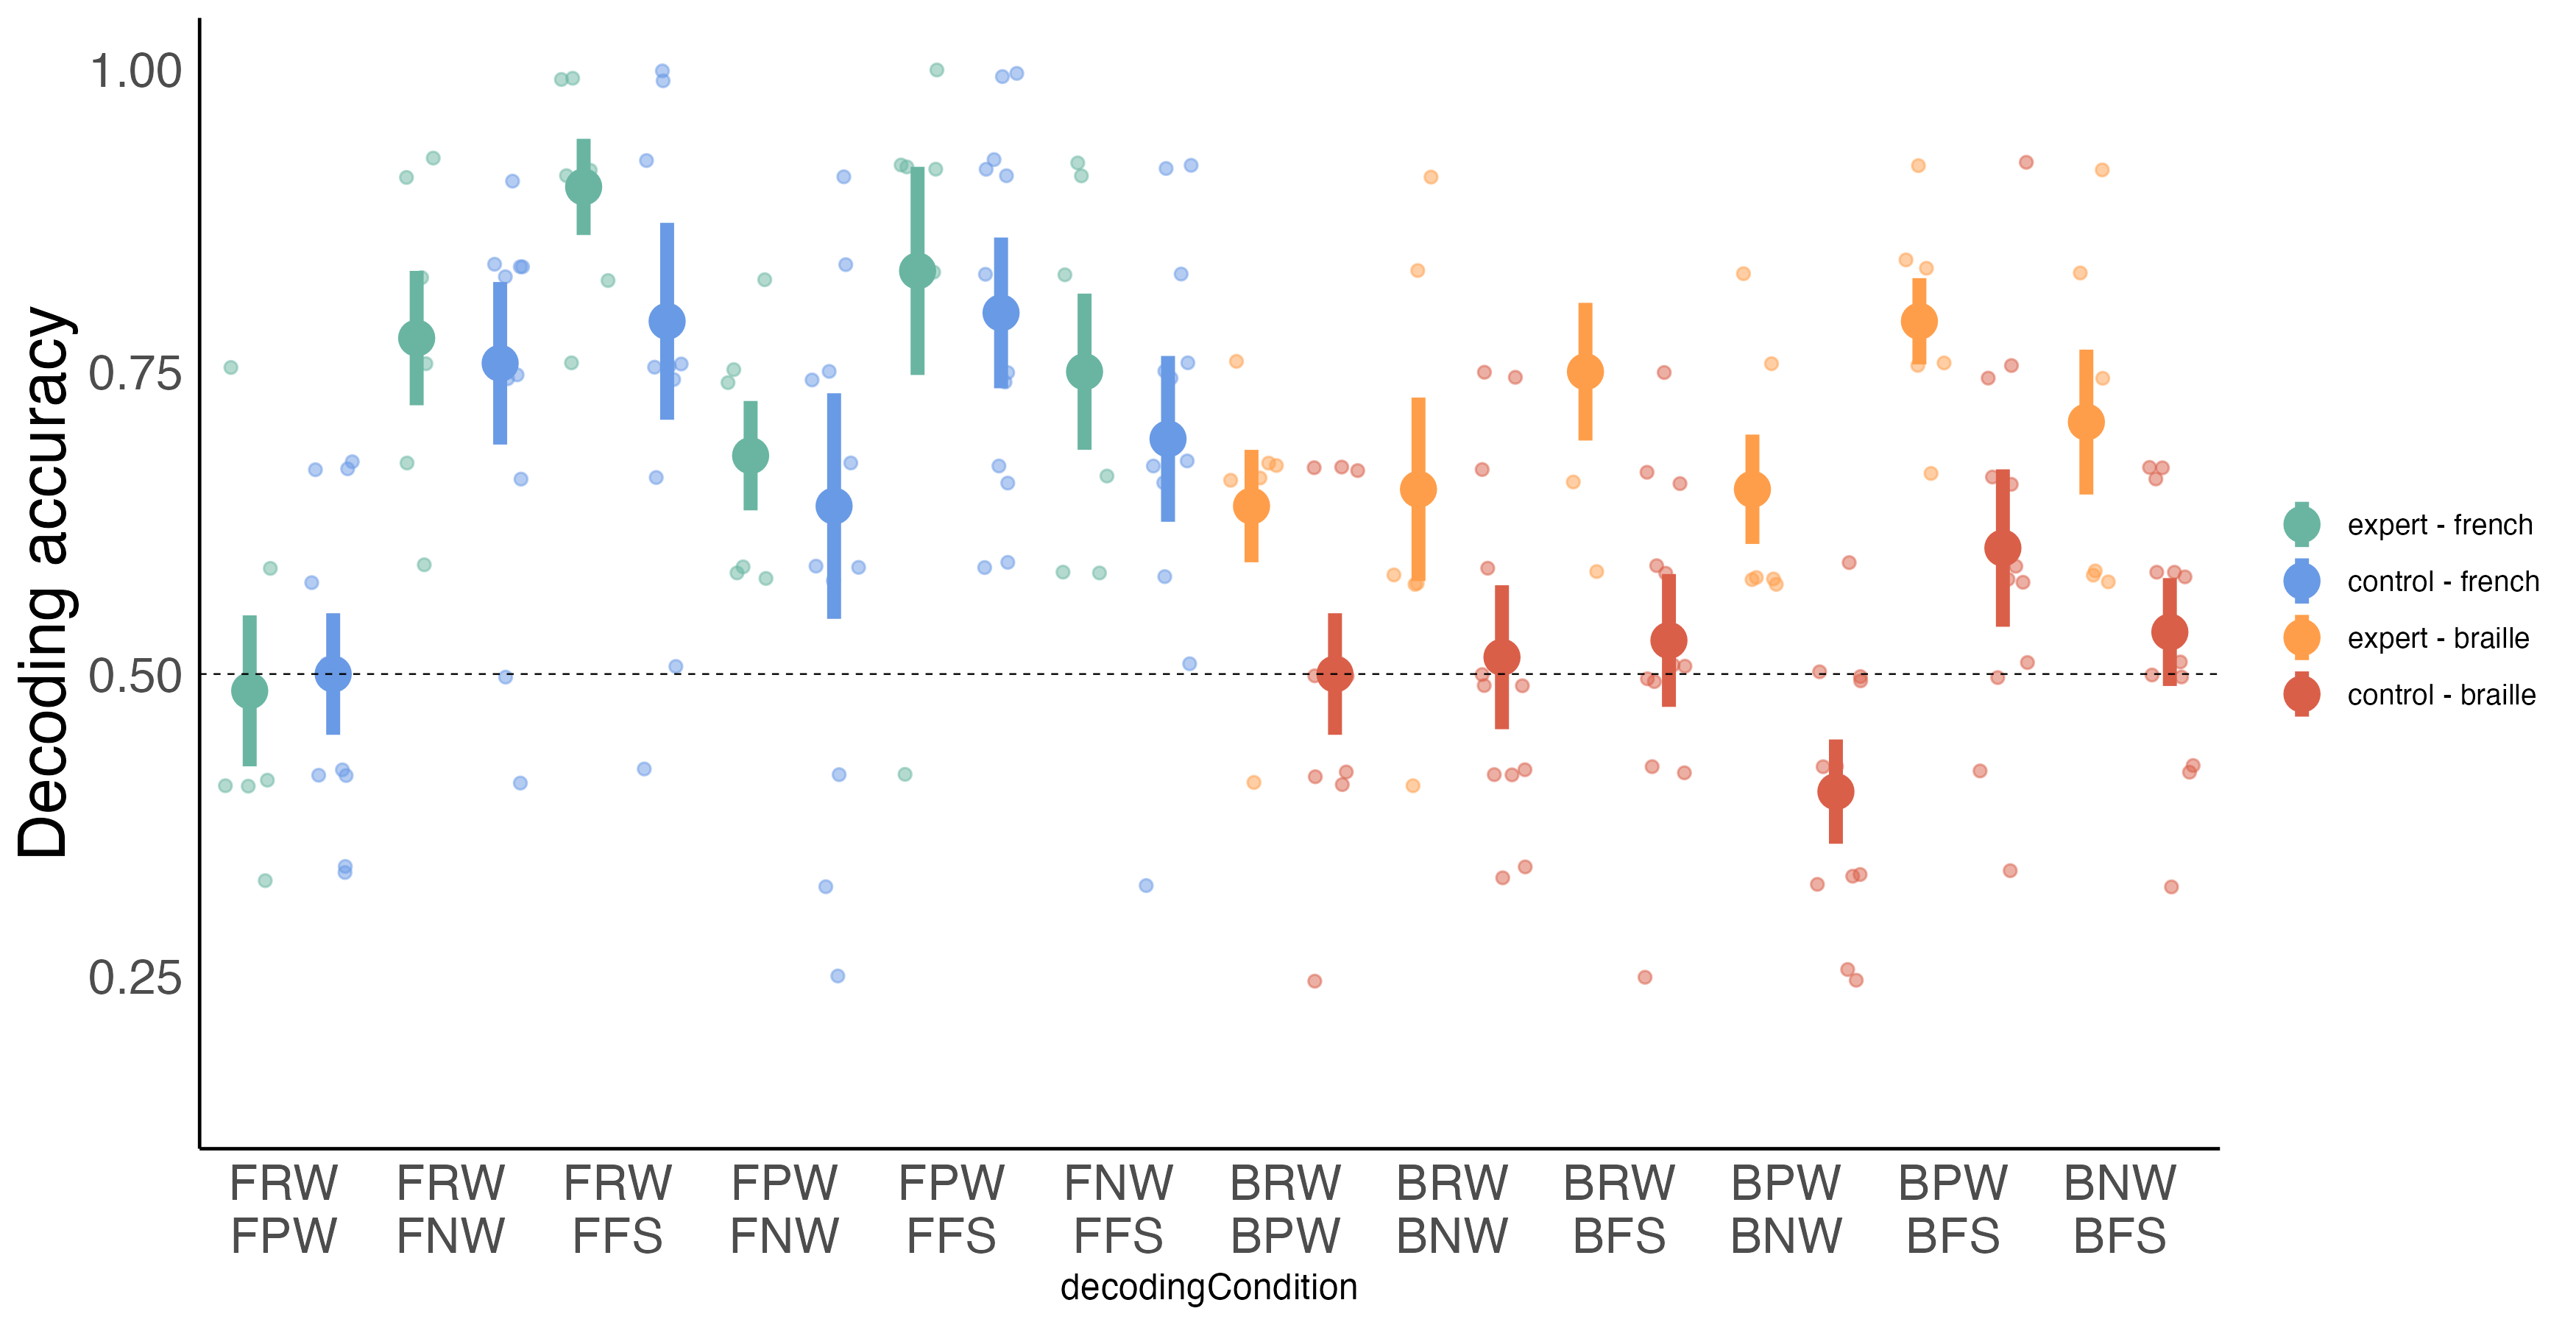 Decoding accuracy
1.00
0.75
0.50
0.25
FRW FRW FRW FPW FPW FNW BRW BRW BRW BPW BPW BNW
FPW FNW FFS FNW FFS FFS BPW BNW BFS BNW BFS BFS
decodingCondition
expert - french
control - french
expert - braille
control - braille